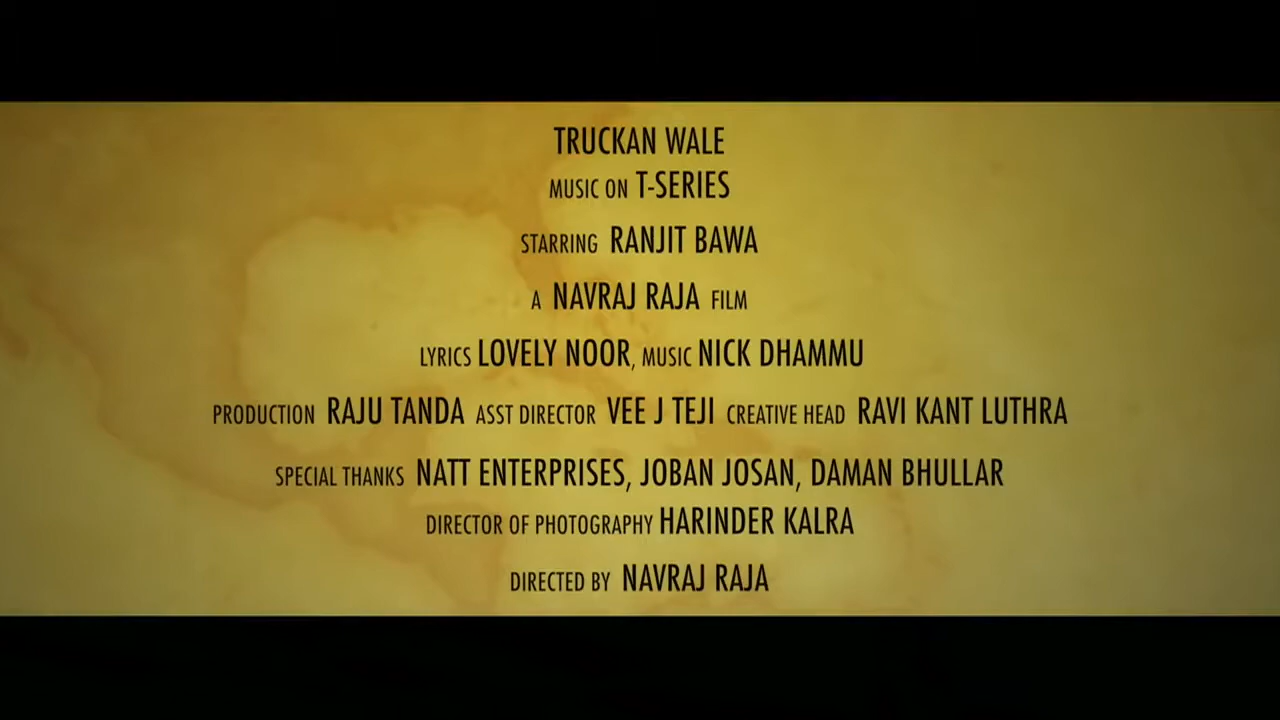 TRUCKAN WALE
MUSIC ON T-SERIES
STARRING RANJIT BAWA
A NAVRAJ RAJA FILM
LYRICS LOVELY NOOR, MUSIC NICK DHAMMU
PRODUCTION RAJU TANDA ASST DIRECTOR VEE J TEJI CREATIVE HEAD RAVI KANT LUTHRA
SPECIAL THANKS NATT ENTERPRISES, JOBAN JOSAN, DAMAN BHULLAR
DIRECTOR OF PHOTOGRAPHY HARINDER KALRA
DIRECTED BY NAVRAJ RAJA